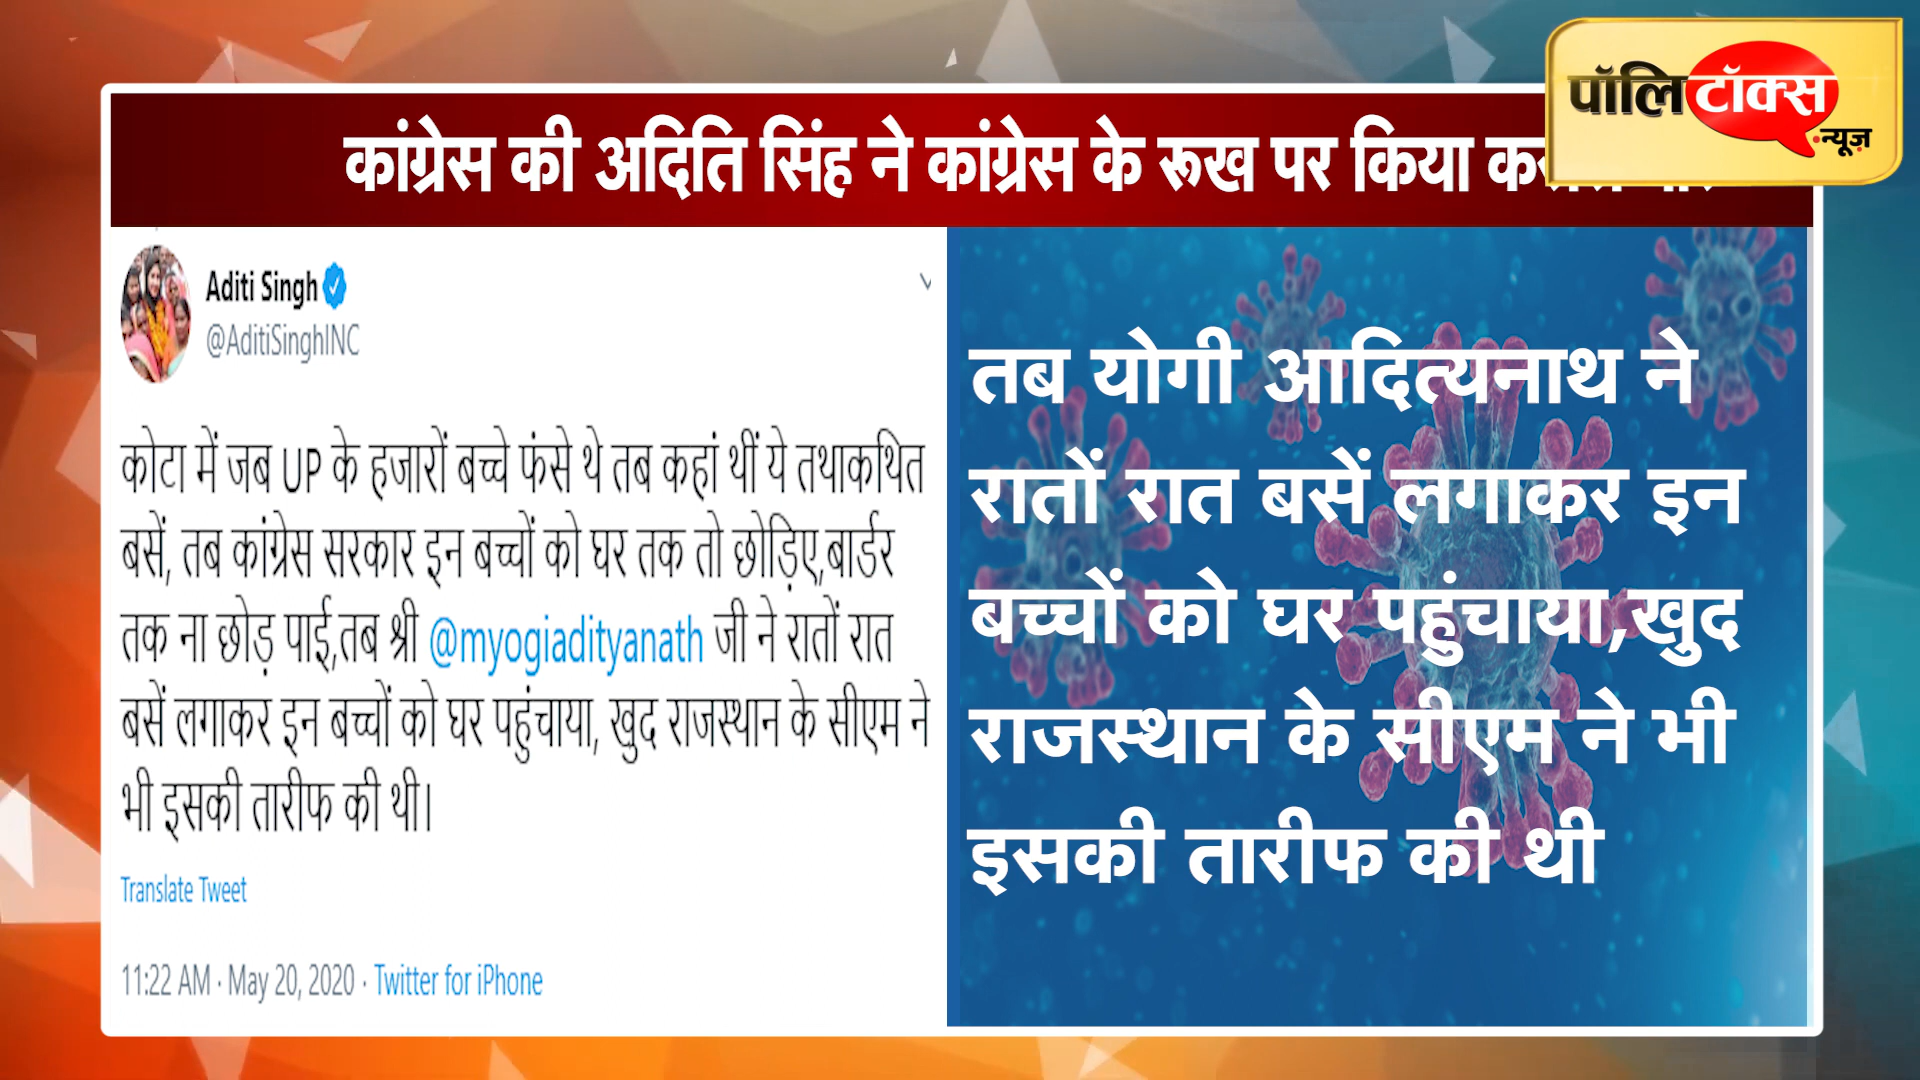 पॉलिटॉक्स
.न्यूज़
कांग्रेस की अदिति सिंह ने कांग्रेस के रूख पर किया
Aditi Singh
@AditiSinghINC
कोटा में जब UP के हजारों बच्चे फंसे थे तब कहां थीं ये तथाकथित
बसें, तब कांग्रेस सरकार इन बच्चों को घर तक तो छोड़िए,बार्डर
तक ना छोड़ पाई,तब श्री @myogiadityanath जी ने रातों रात
बसें लगाकर इन बच्चों को घर पहुंचाया, खुद राजस्थान के सीएम ने
भी इसकी तारीफ की थी।
Translate Tweet
11:22 AM · May 20, 2020 · Twitter for iPhone
तब योगी आदित्यनाथ ने
रातों रात बसें लगाकर इन
बच्चों को घर पहुंचाया,खुद
राजस्थान के सीएम ने भी
इसकी तारीफ की थी